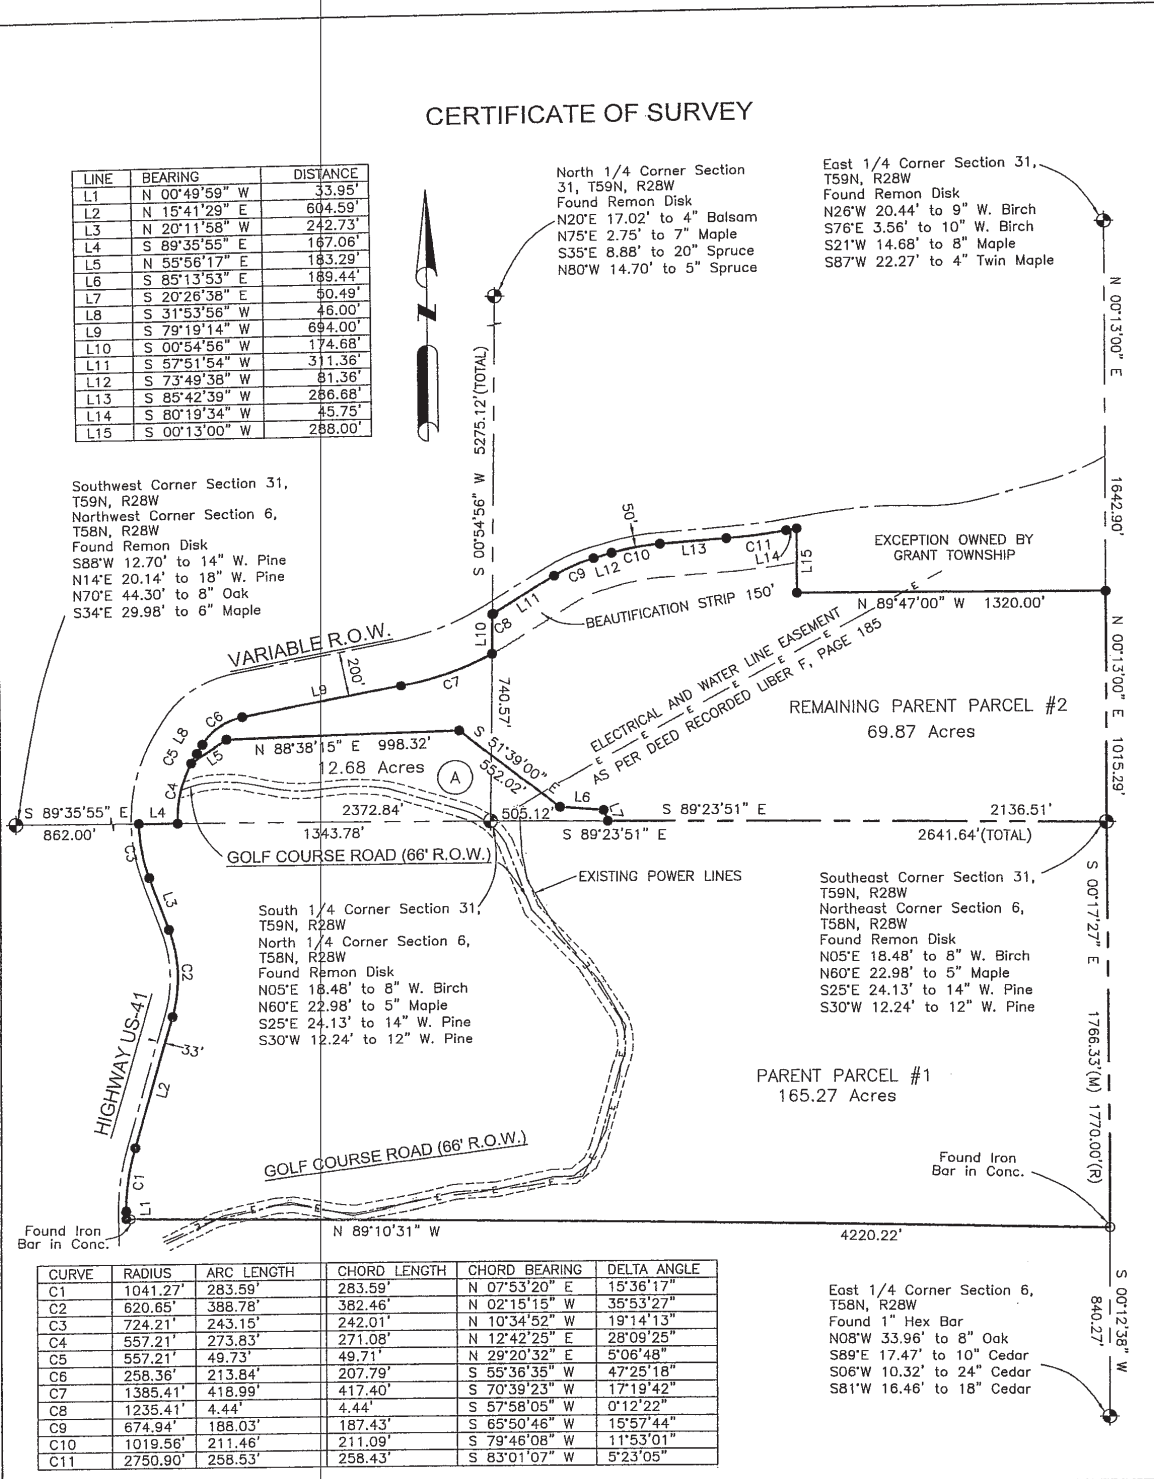 CERTIFICATE OF SURVEY
LINE BEARING DISTANCE
L1 N 00°49'59" W 33.95'
L2 N 15°41'29" E 604.59'
L3 N 20°11'58" W 242.73'
L4 S 89°35'55" E 167.06'
L5 N 55°56'17" E 183.29'
L6 S 85°13'53" E 189.44'
L7 S 20°26'38" E 50.49'
L8 S 31°53'56" W 46.00'
L9 S 79°19'14" W 694.00'
L10 S 00°54'56" W 174.68'
L11 S 57°51'54" W 311.36'
L12 S 73°49'38" W 81.36'
L13 S 85°42'39" W 286.68'
L14 S 80°19'34" W 45.75'
L15 S 00°13'00" W 288.00'
North 1/4 Corner Section
31, T59N, R28W
Found Remon Disk
N20°E 17.02' to 4" Balsam
N75°E 2.75' to 7" Maple
S35°E 8.88' to 20" Spruce
N80°W 14.70' to 5" Spruce
East 1/4 Corner Section 31,
T59N, R28W
Found Remon Disk
N26°W 20.44' to 9" W. Birch
S76°E 3.56' to 10" W. Birch
S21°W 14.68' to 8" Maple
S87°W 22.27' to 4" Twin Maple
N
N 00°13'00" E
1642.90'
S 00°54'56" W 5275.12'(TOTAL)
Southwest Corner Section 31,
T59N, R28W
Northwest Corner Section 6,
T58N, R28W
Found Remon Disk
S88°W 12.70' to 14" W. Pine
N14°E 20.14' to 18" W. Pine
N70°E 44.30' to 8" Oak
S34°E 29.98' to 6" Maple
50'
C9
L12
C10
L13
C11
L14
L15
EXCEPTION OWNED BY
GRANT TOWNSHIP
N 89°47'00" W 1320.00'
L11
C8
L10
BEAUTIFICATION STRIP 150'
VARIABLE R.O.W.
200'
L9
C7
740.57'
C6
L8
C5
L5
C4
N 88°38'15" E 998.32'
12.68 Acres
A
S 51°39'00" E
552.02'
ELECTRICAL AND WATER LINE EASEMENT
AS PER DEED RECORDED LIBER F, PAGE 185
E
E
E
E
E
E
REMAINING PARENT PARCEL #2
69.87 Acres
N 00°13'00" E 1015.29'
S 89°35'55" E
862.00'
L4
2372.84'
1343.78'
505.12'
L6
L7
S 89°23'51" E
S 89°23'51" E
2136.51'
2641.64'(TOTAL)
GOLF COURSE ROAD (66' R.O.W.)
EXISTING POWER LINES
C3
L3
C2
33'
L2
C1
L1
HIGHWAY US-41
South 1/4 Corner Section 31,
T59N, R28W
North 1/4 Corner Section 6,
T58N, R28W
Found Remon Disk
N05°E 18.48' to 8" W. Birch
N60°E 22.98' to 5" Maple
S25°E 24.13' to 14" W. Pine
S30°W 12.24' to 12" W. Pine
Southeast Corner Section 31,
T59N, R28W
Northeast Corner Section 6,
T58N, R28W
Found Remon Disk
N05°E 18.48' to 8" W. Birch
N60°E 22.98' to 5" Maple
S25°E 24.13' to 14" W. Pine
S30°W 12.24' to 12" W. Pine
S 00°17'27" E 1766.33'(M) 1770.00'(R)
PARENT PARCEL #1
165.27 Acres
GOLF COURSE ROAD (66' R.O.W.)
Found Iron
Bar in Conc.
Found Iron
Bar in Conc.
N 89°10'31" W
4220.22'
S 00°12'38" W
840.27'
CURVE RADIUS ARC LENGTH CHORD LENGTH CHORD BEARING DELTA ANGLE
C1 1041.27' 283.59' 283.59' N 07°53'20" E 15°36'17"
C2 620.65' 388.78' 382.46' N 02°15'15" W 35°53'27"
C3 724.21' 243.15' 242.01' N 10°34'52" W 19°14'13"
C4 557.21' 273.83' 271.08' N 12°42'25" E 28°09'25"
C5 557.21' 49.73' 49.71' N 29°20'32" E 5°06'48"
C6 258.36' 213.84' 207.79' S 55°36'35" W 47°25'18"
C7 1385.41' 418.99' 417.40' S 70°39'23" W 17°19'42"
C8 1235.41' 4.44' 4.44' S 57°58'05" W 0°12'22"
C9 674.94' 188.03' 187.43' S 65°50'46" W 15°57'44"
C10 1019.56' 211.46' 211.09' S 79°46'08" W 11°53'01"
C11 2750.90' 258.53' 258.43' S 83°01'07" W 5°23'05"
East 1/4 Corner Section 6,
T58N, R28W
Found 1" Hex Bar
N08°W 33.96' to 8" Oak
S89°E 17.47' to 10" Cedar
S06°W 10.32' to 24" Cedar
S81°W 16.46' to 18" Cedar